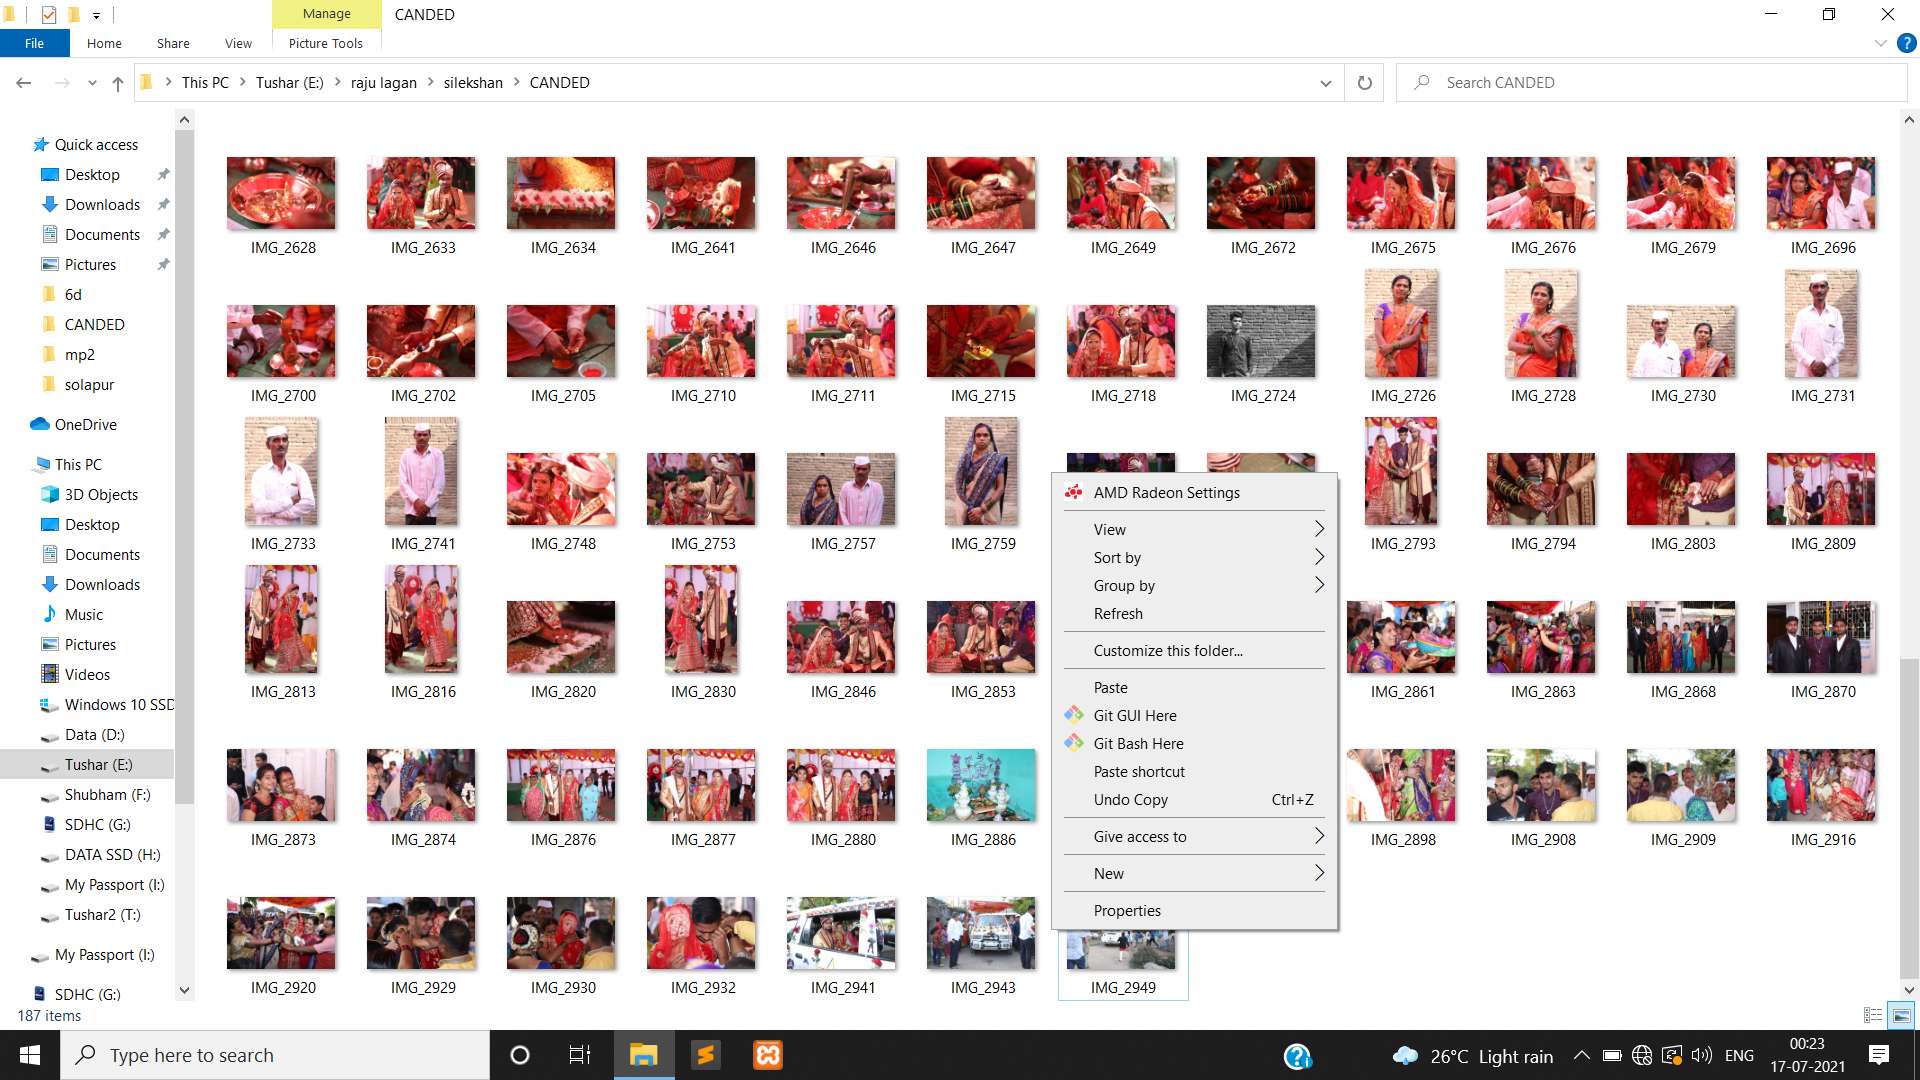 Manage
CANDED
File
Home
Share
View
Picture Tools
This PC
Tushar (E:)
raju lagan
silekshan
CANDED
Search CANDED
Quick access
Desktop
Downloads
Documents
Pictures
6d
CANDED
mp2
solapur
OneDrive
This PC
3D Objects
Desktop
Documents
Downloads
Music
Pictures
Videos
Windows 10 SSD
Data (D:)
Tushar (E:)
Shubham (F:)
SDHC (G:)
DATA SSD (H:)
My Passport (I:)
Tushar2 (T:)
My Passport (I:)
SDHC (G:)
IMG_2628 IMG_2633 IMG_2634 IMG_2641 IMG_2646 IMG_2647 IMG_2649 IMG_2672 IMG_2675 IMG_2676 IMG_2679 IMG_2696
IMG_2700 IMG_2702 IMG_2705 IMG_2710 IMG_2711 IMG_2715 IMG_2718 IMG_2724 IMG_2726 IMG_2728 IMG_2730 IMG_2731
IMG_2733 IMG_2741 IMG_2748 IMG_2753 IMG_2757 IMG_2759 IMG_2793 IMG_2794 IMG_2803 IMG_2809
IMG_2813 IMG_2816 IMG_2820 IMG_2830 IMG_2846 IMG_2853 IMG_2861 IMG_2863 IMG_2868 IMG_2870
IMG_2873 IMG_2874 IMG_2876 IMG_2877 IMG_2880 IMG_2886 IMG_2898 IMG_2908 IMG_2909 IMG_2916
IMG_2920 IMG_2929 IMG_2930 IMG_2932 IMG_2941 IMG_2943 IMG_2949
AMD Radeon Settings
View
Sort by
Group by
Refresh
Customize this folder...
Paste
Git GUI Here
Git Bash Here
Paste shortcut
Undo Copy Ctrl+Z
Give access to
New
Properties
187 items
Type here to search
26°C Light rain
ENG
00:23
17-07-2021